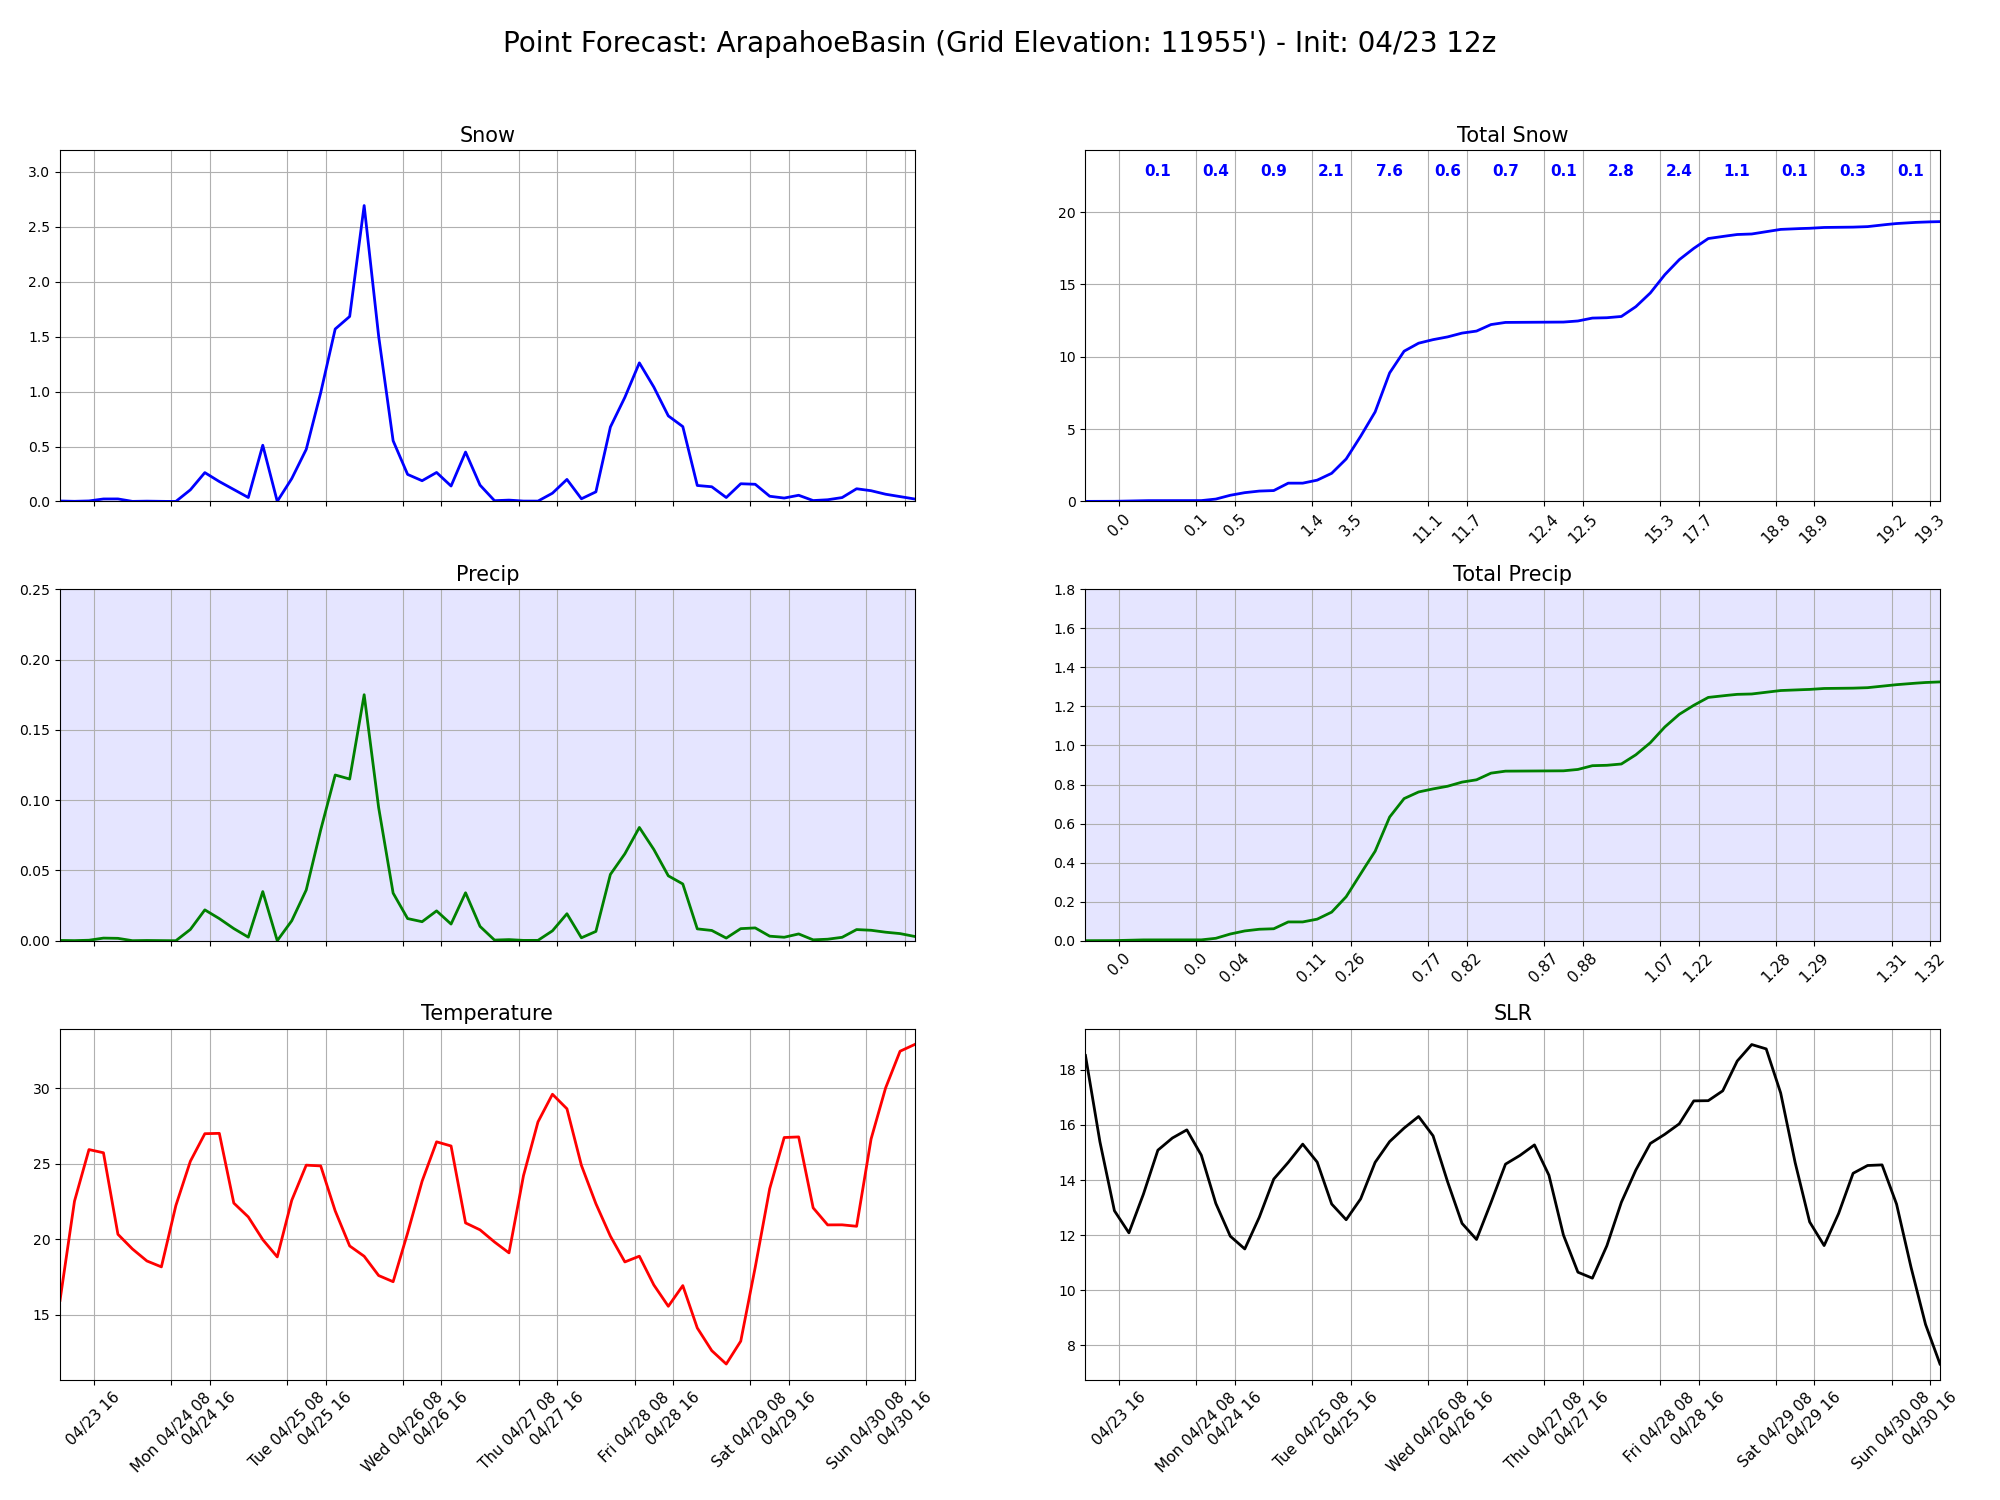 Point Forecast: ArapahoeBasin (Grid Elevation: 11955') - Init: 04/23 12z
Snow
3.0
2.5
2.0
1.5
1.0
0.5
0.0
Total Snow
0.1 0.4 0.9 2.1 7.6 0.6 0.7 0.1 2.8 2.4 1.1 0.1 0.3 0.1
20
15
10
5
0
0.0 0.1 0.5 1.4 3.5 11.1 11.7 12.4 12.5 15.3 17.7 18.8 18.9 19.2 19.3
Precip
0.25
0.20
0.15
0.10
0.05
0.00
Total Precip
1.8
1.6
1.4
1.2
1.0
0.8
0.6
0.4
0.2
0.0
0.0 0.0 0.04 0.11 0.26 0.77 0.82 0.87 0.88 1.07 1.22 1.28 1.29 1.31 1.32
Temperature
30
25
20
15
04/23 16
Mon 04/24 08
04/24 16
Tue 04/25 08
04/25 16
Wed 04/26 08
04/26 16
Thu 04/27 08
04/27 16
Fri 04/28 08
04/28 16
Sat 04/29 08
04/29 16
Sun 04/30 08
04/30 16
SLR
18
16
14
12
10
8
04/23 16
Mon 04/24 08
04/24 16
Tue 04/25 08
04/25 16
Wed 04/26 08
04/26 16
Thu 04/27 08
04/27 16
Fri 04/28 08
04/28 16
Sat 04/29 08
04/29 16
Sun 04/30 08
04/30 16